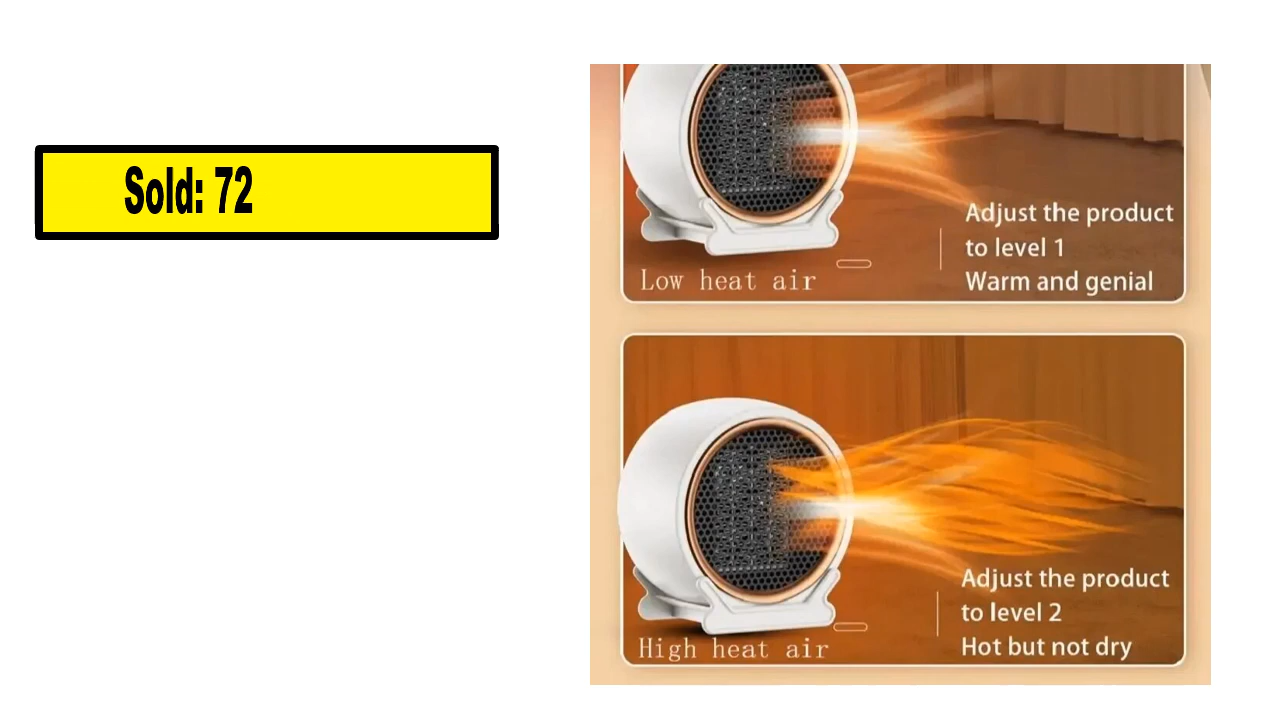 Sold: 72
Adjust the product
to level 1
Warm and genial
Low heat air
Adjust the product
to level 2
Hot but not dry
High heat air